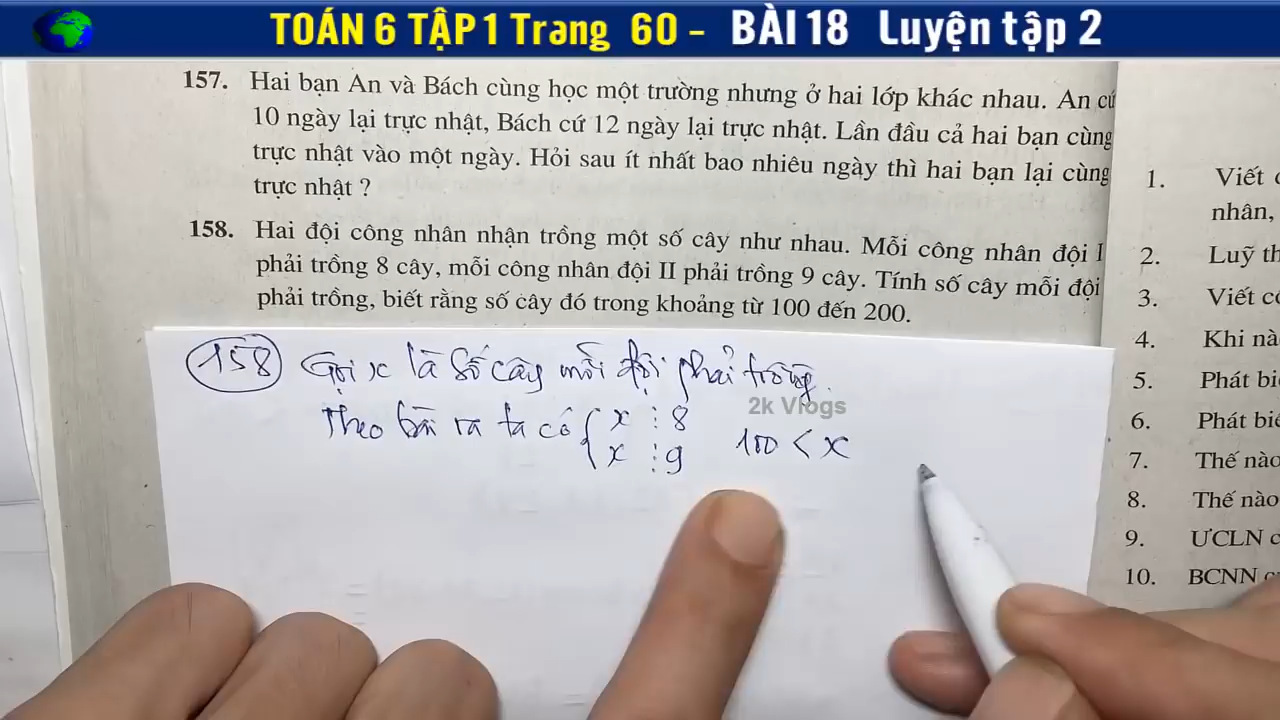 TOÁN 6 TẬP 1 Trang 60 - BÀI 18 Luyện tập 2
157. Hai bạn An và Bách cùng học một trường nhưng ở hai lớp khác nhau. An cứ
10 ngày lại trực nhật, Bách cứ 12 ngày lại trực nhật. Lần đầu cả hai bạn cùng
trực nhật vào một ngày. Hỏi sau ít nhất bao nhiêu ngày thì hai bạn lại cùng
trực nhật ?
158. Hai đội công nhân nhận trồng một số cây như nhau. Mỗi công nhân đội I
phải trồng 8 cây, mỗi công nhân đội II phải trồng 9 cây. Tính số cây mỗi đội
phải trồng, biết rằng số cây đó trong khoảng từ 100 đến 200.
158 Gọi x là số cây mỗi đội phải trồng.
2k Vlogs
Theo bài ra ta có { x ⋮ 8
x ⋮ 9 100 < x
1. Viết
nhân,
2. Luỹ th
3. Viết cô
4. Khi nà
5. Phát bi
6. Phát biể
7. Thế nào
8. Thế nào
9. ƯCLN c
10. BCNN c